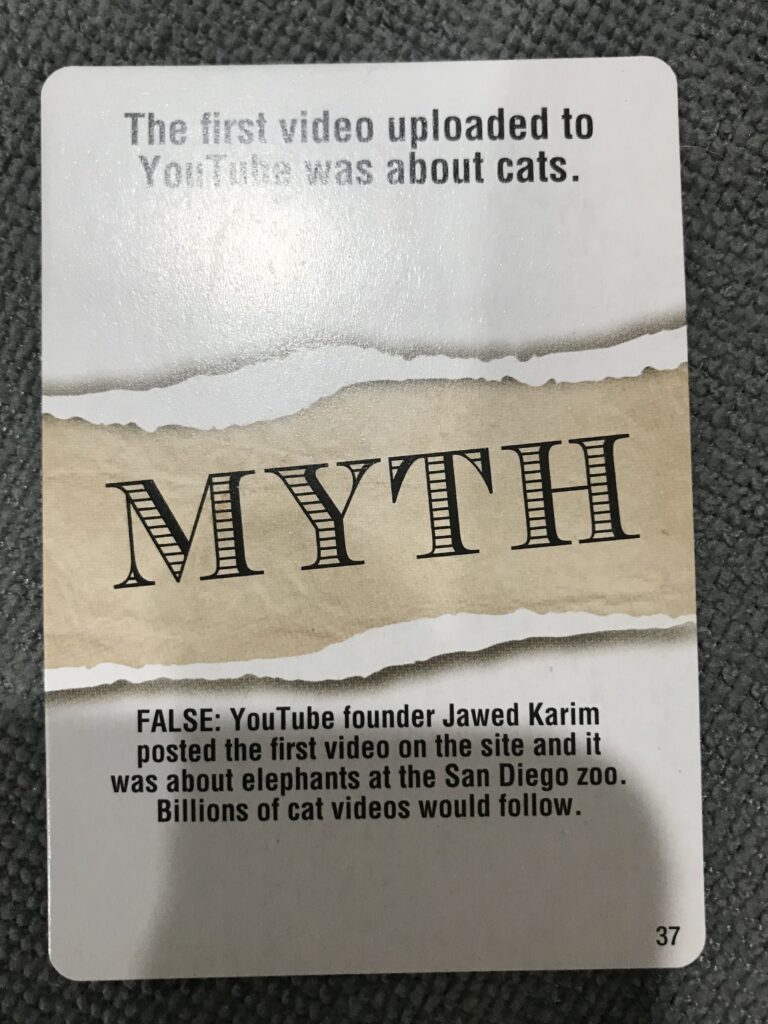 The first video uploaded to
YouTube was about cats.
MYTH
FALSE: YouTube founder Jawed Karim
posted the first video on the site and it
was about elephants at the San Diego zoo.
Billions of cat videos would follow.
37